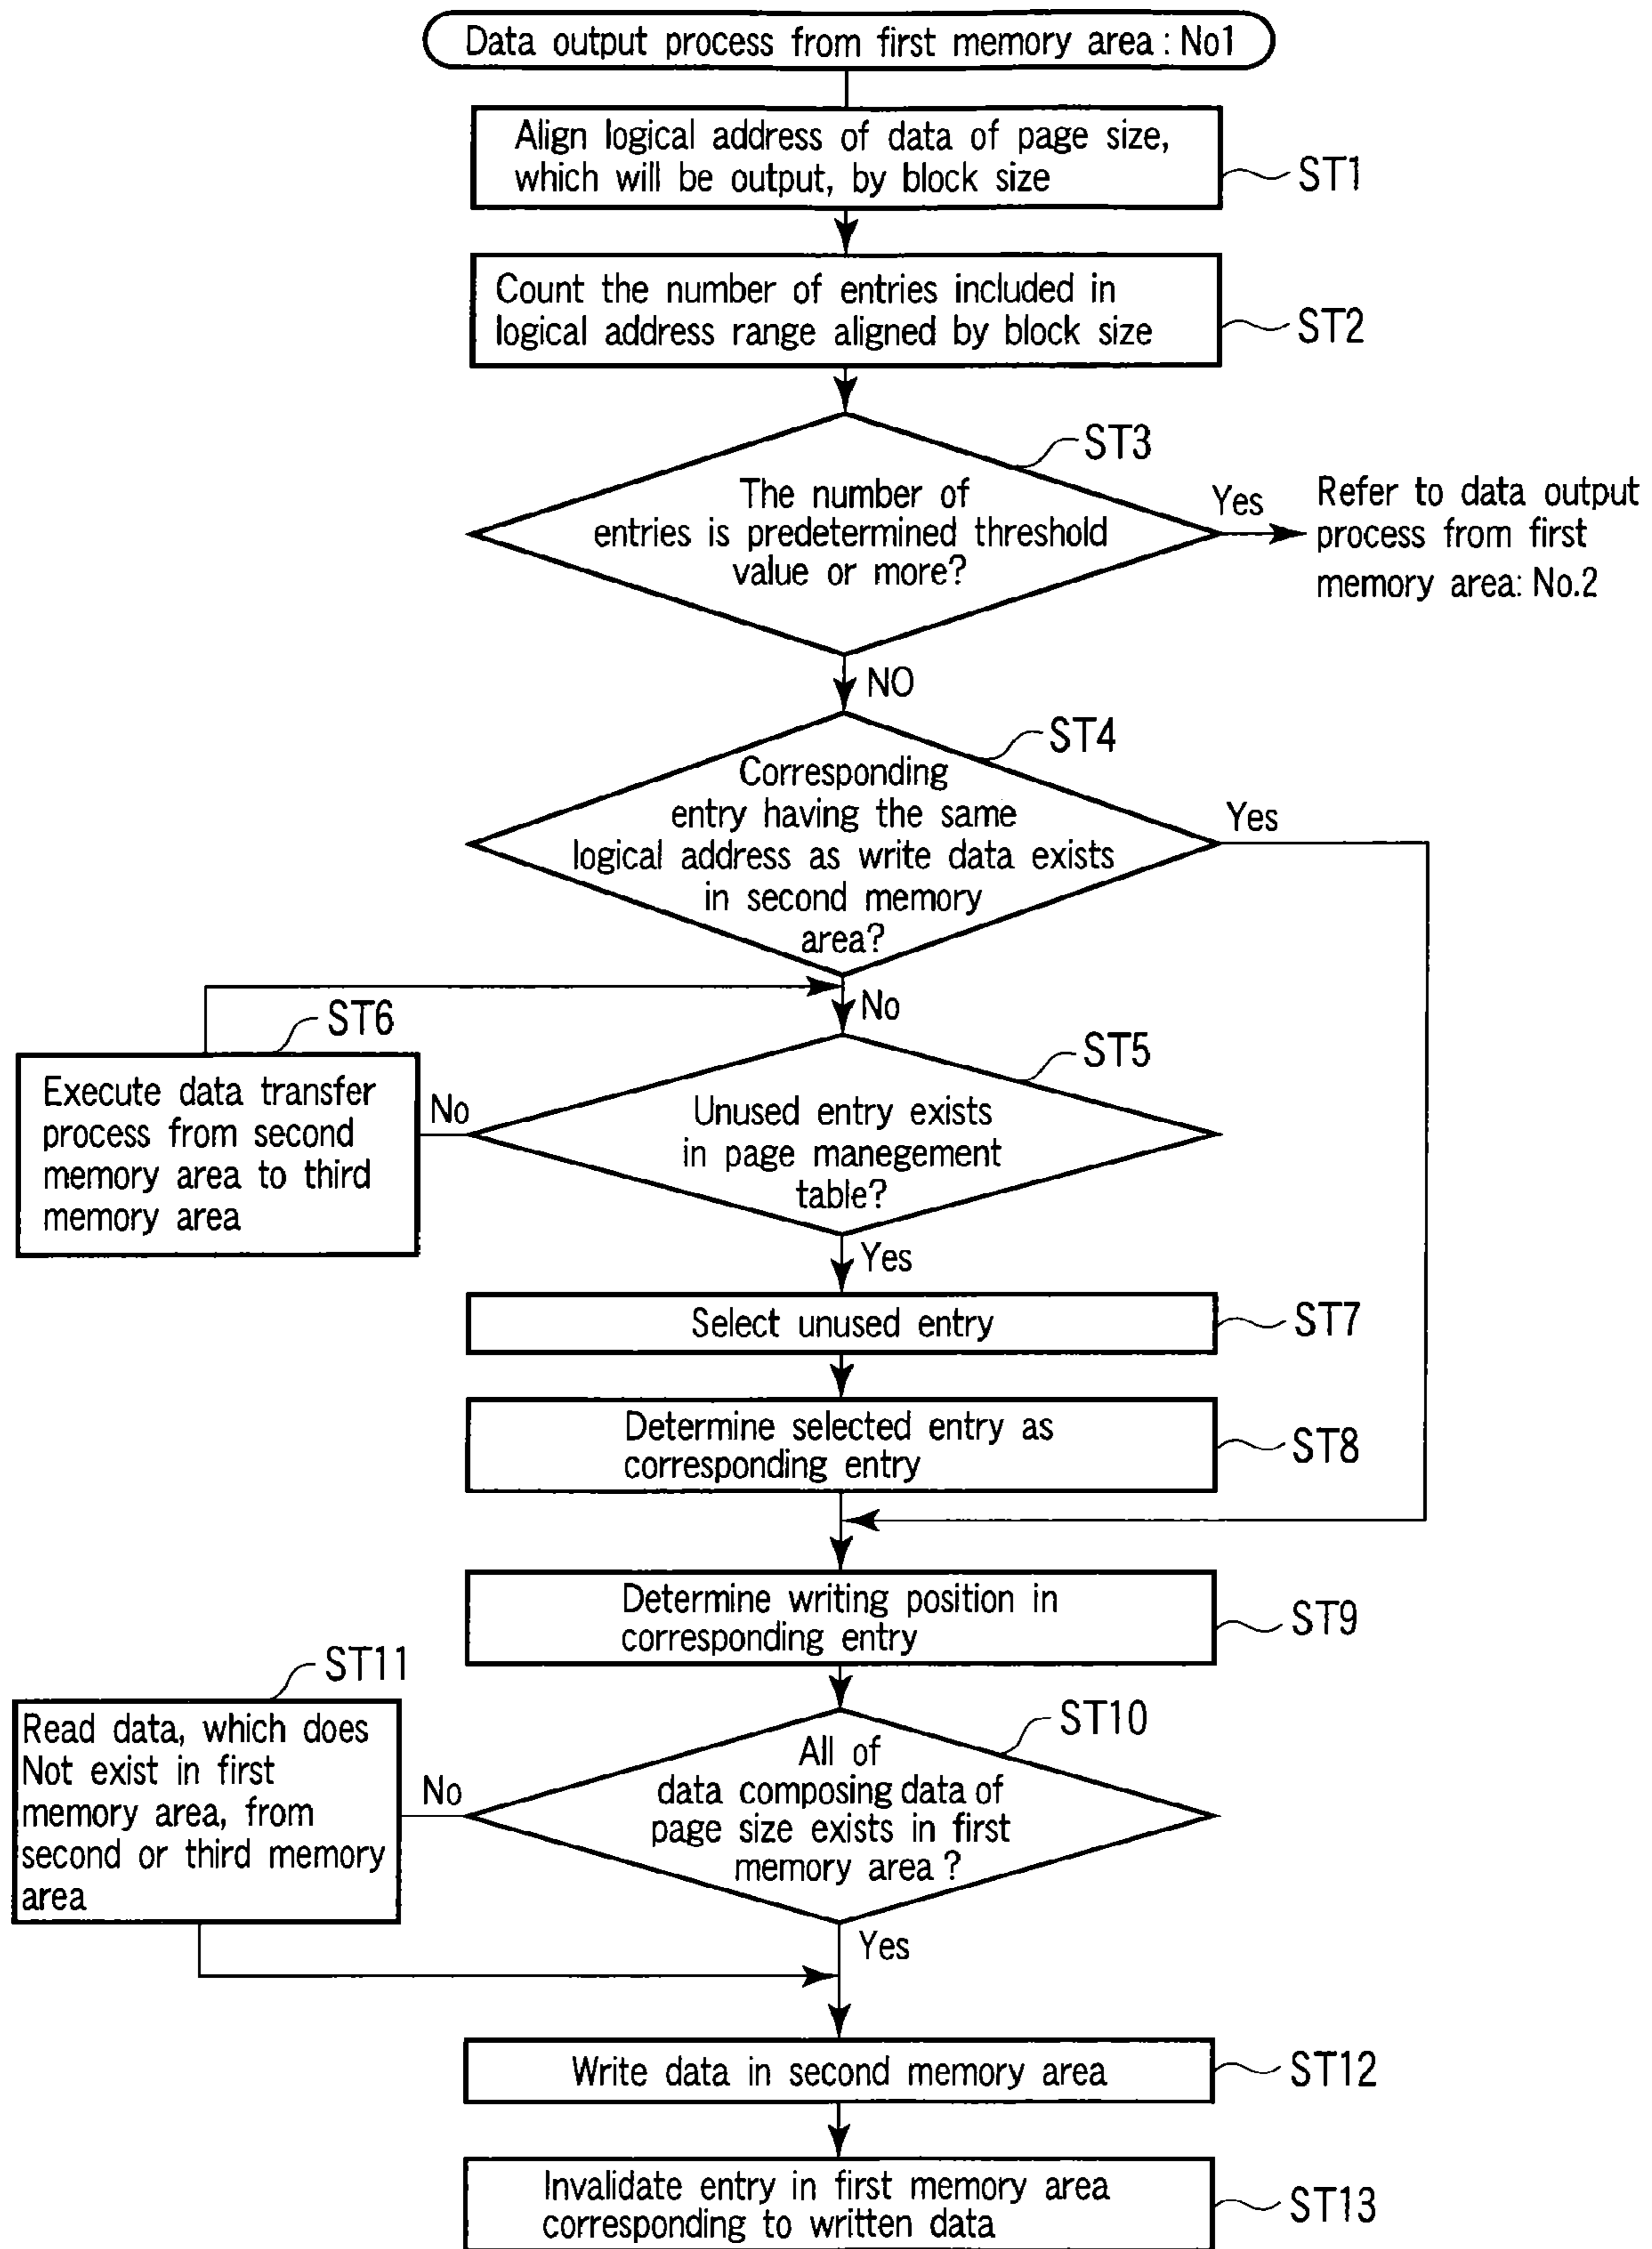 Data output process from first memory area : No1
Align logical address of data of page size,
which will be output, by block size
ST1
Count the number of entries included in
logical address range aligned by block size
ST2
ST3
The number of
entries is predetermined threshold
value or more?
Yes
Refer to data output
process from first
memory area: No.2
NO
ST4
Corresponding
entry having the same
logical address as write data exists
in second memory
area?
Yes
No
ST6
Execute data transfer
process from second
memory area to third
memory area
No
ST5
Unused entry exists
in page manegement
table?
Yes
Select unused entry
ST7
Determine selected entry as
corresponding entry
ST8
Determine writing position in
corresponding entry
ST9
ST11
Read data, which does
Not exist in first
memory area, from
second or third memory
area
No
ST10
All of
data composing data of
page size exists in first
memory area ?
Yes
Write data in second memory area
ST12
Invalidate entry in first memory area
corresponding to written data
ST13